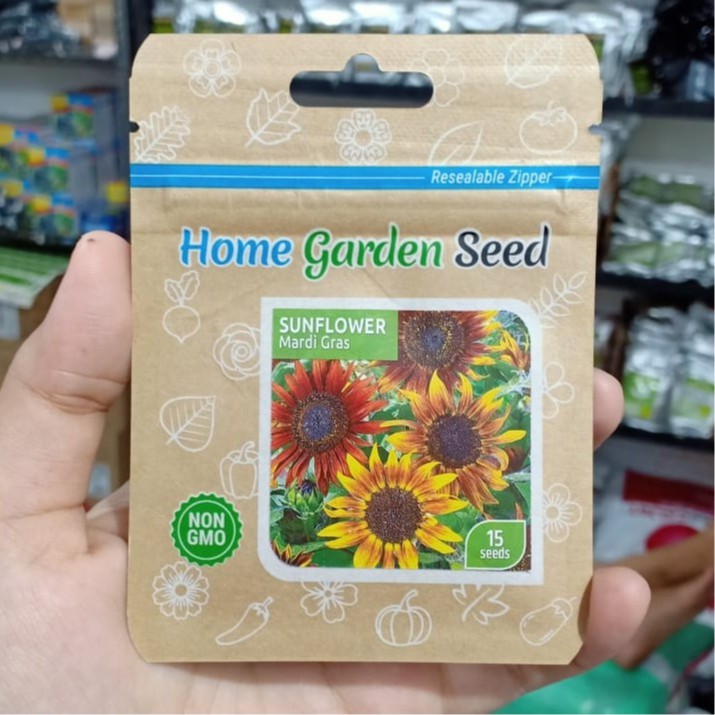 Resealable Zipper
Home Garden Seed
SUNFLOWER
Mardi Gras
NON
GMO
15
seeds